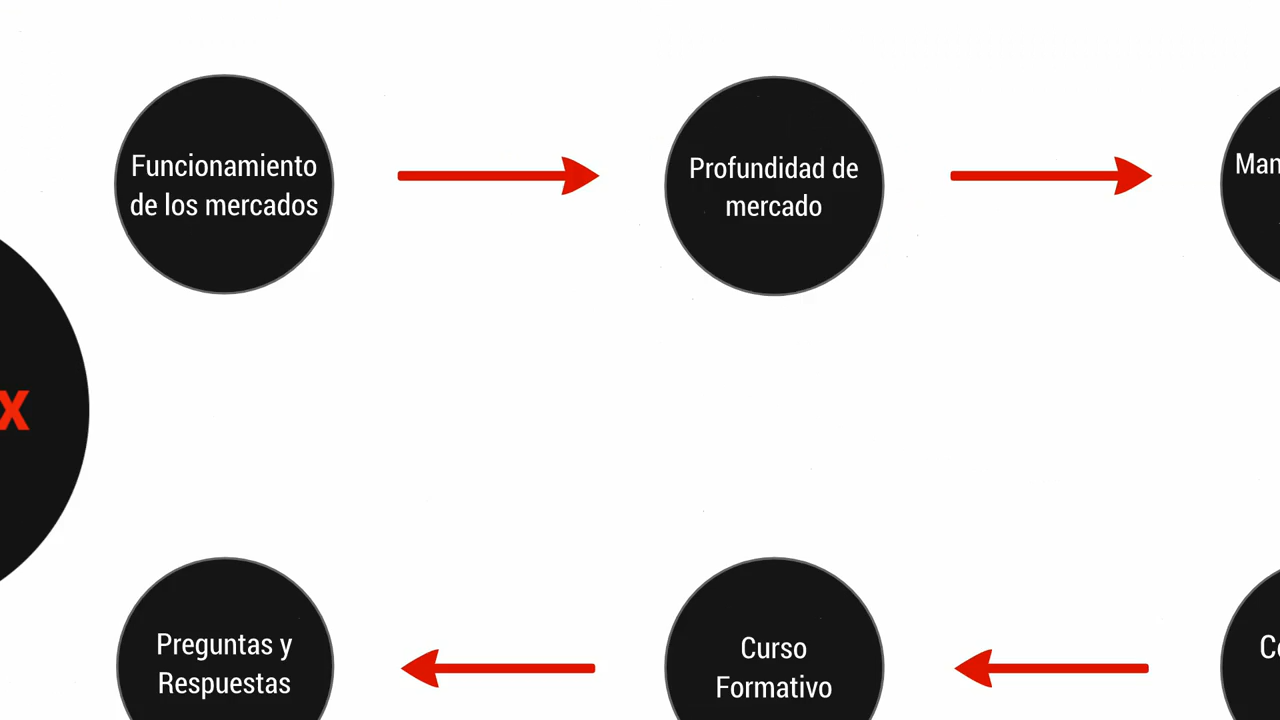 Funcionamiento
de los mercados
Profundidad de
mercado
X
Preguntas y
Respuestas
Curso
Formativo